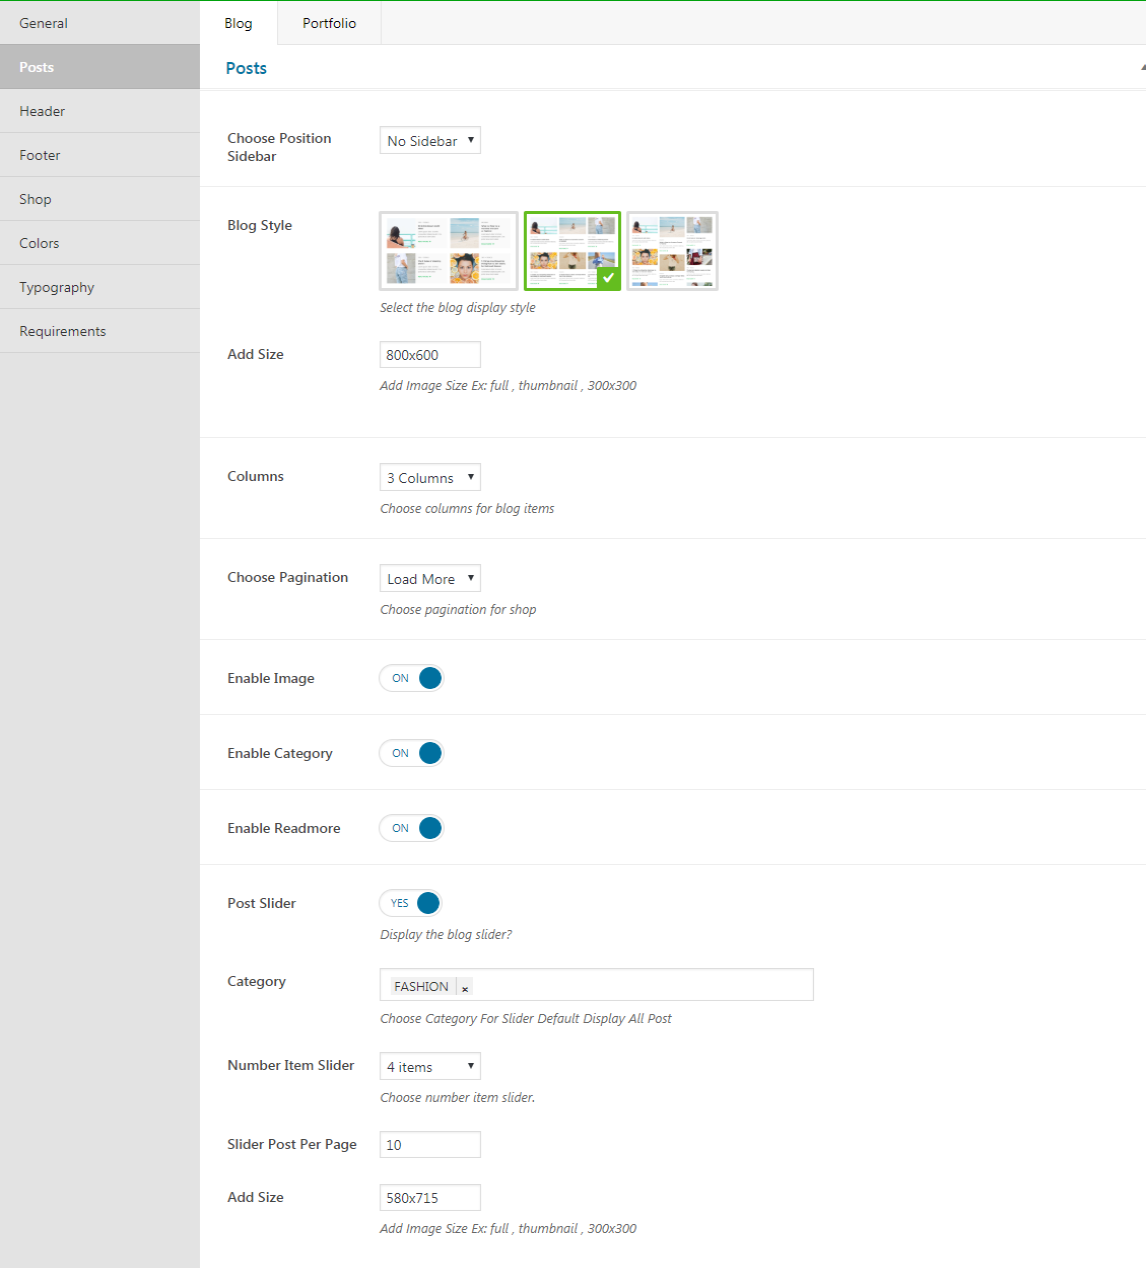 General
Posts
Header
Footer
Shop
Colors
Typography
Requirements
Blog
Portfolio
Posts
Choose Position
Sidebar
No Sidebar
Blog Style
Select the blog display style
Add Size
800x600
Add Image Size Ex: full , thumbnail , 300x300
Columns
3 Columns
Choose columns for blog items
Choose Pagination
Load More
Choose pagination for shop
Enable Image
ON
Enable Category
ON
Enable Readmore
ON
Post Slider
YES
Display the blog slider?
Category
FASHION
Choose Category For Slider Default Display All Post
Number Item Slider
4 items
Choose number item slider.
Slider Post Per Page
10
Add Size
580x715
Add Image Size Ex: full , thumbnail , 300x300